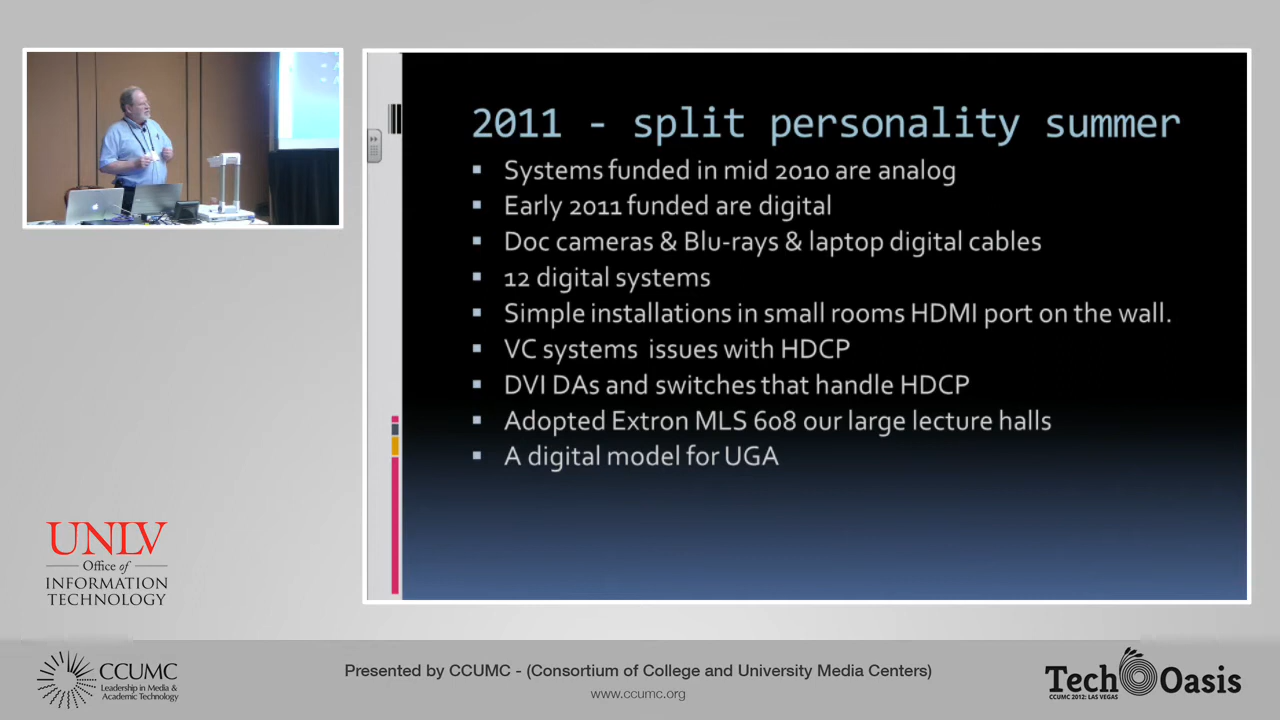 2011 - split personality summer
Systems funded in mid 2010 are analog
Early 2011 funded are digital
Doc cameras & Blu-rays & laptop digital cables
12 digital systems
Simple installations in small rooms HDMI port on the wall.
VC systems  issues with HDCP
DVI DAs and switches that handle HDCP
Adopted Extron MLS 608 our large lecture halls
A digital model for UGA
UNLV
Office of
INFORMATION
TECHNOLOGY
CCUMC
Leadership in Media &
Academic Technology
Presented by CCUMC - (Consortium of College and University Media Centers)
www.ccumc.org
Tech Oasis
CCUMC 2012: LAS VEGAS